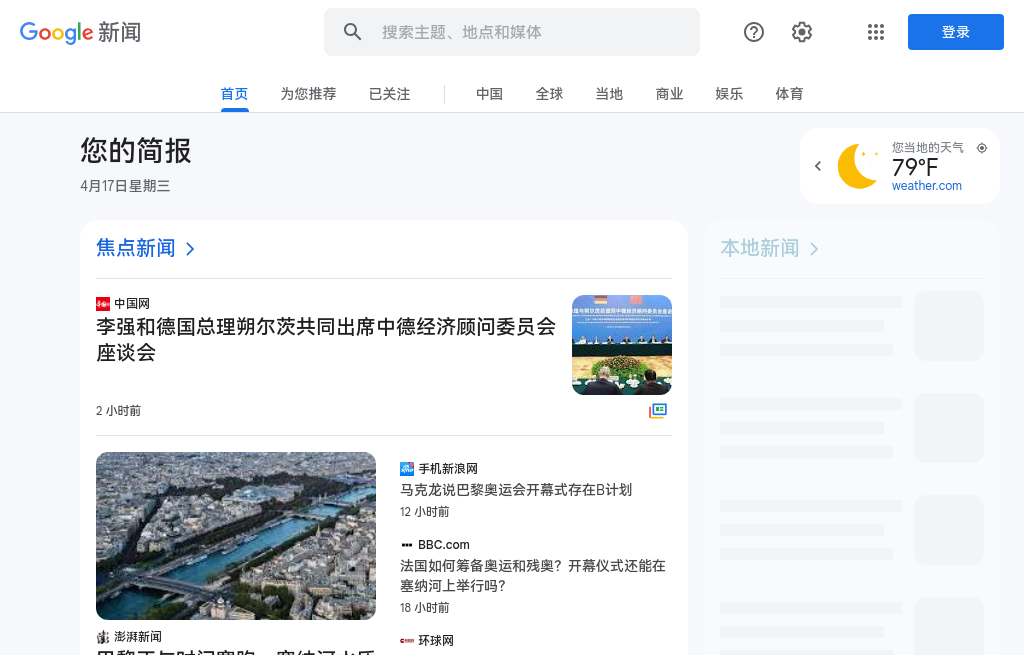 Google 新闻
搜索主题、地点和媒体
登录
首页 为您推荐 已关注 中国 全球 当地 商业 娱乐 体育
您的简报
4月17日星期三
您当地的天气
79°F
weather.com
焦点新闻
本地新闻
中国网
李强和德国总理朔尔茨共同出席中德经济顾问委员会
座谈会
2 小时前
手机新浪网
马克龙说巴黎奥运会开幕式存在B计划
12 小时前
BBC.com
法国如何筹备奥运和残奥？开幕仪式还能在
塞纳河上举行吗？
18 小时前
澎湃新闻
环球网